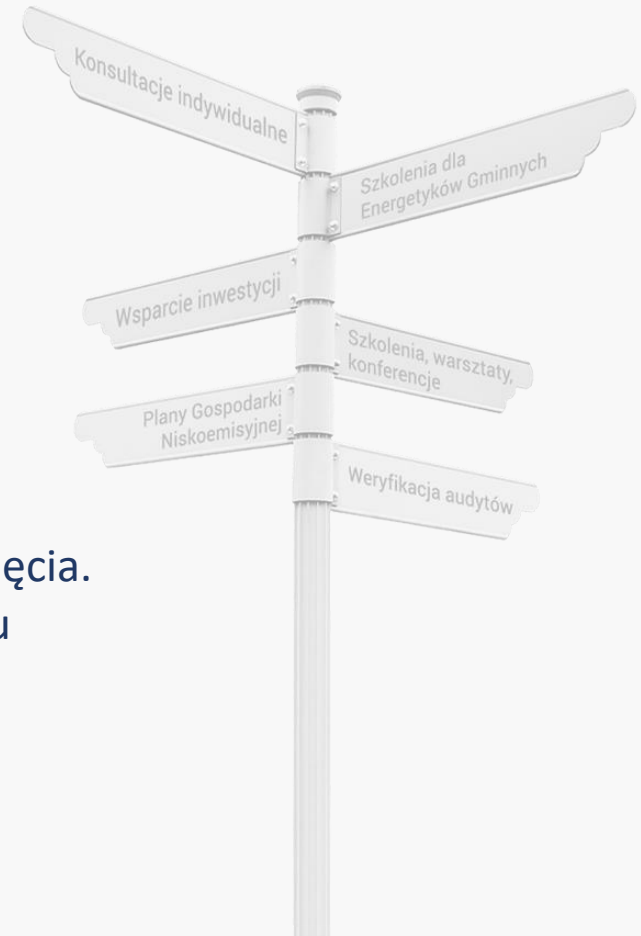 Konsultacje indywidualne
Szkolenia dla
Energetyków Gminnych
Wsparcie inwestycji
Szkolenia, warsztaty,
konferencje
Plany Gospodarki
Niskoemisyjnej
Weryfikacja audytów
ęcia.
u